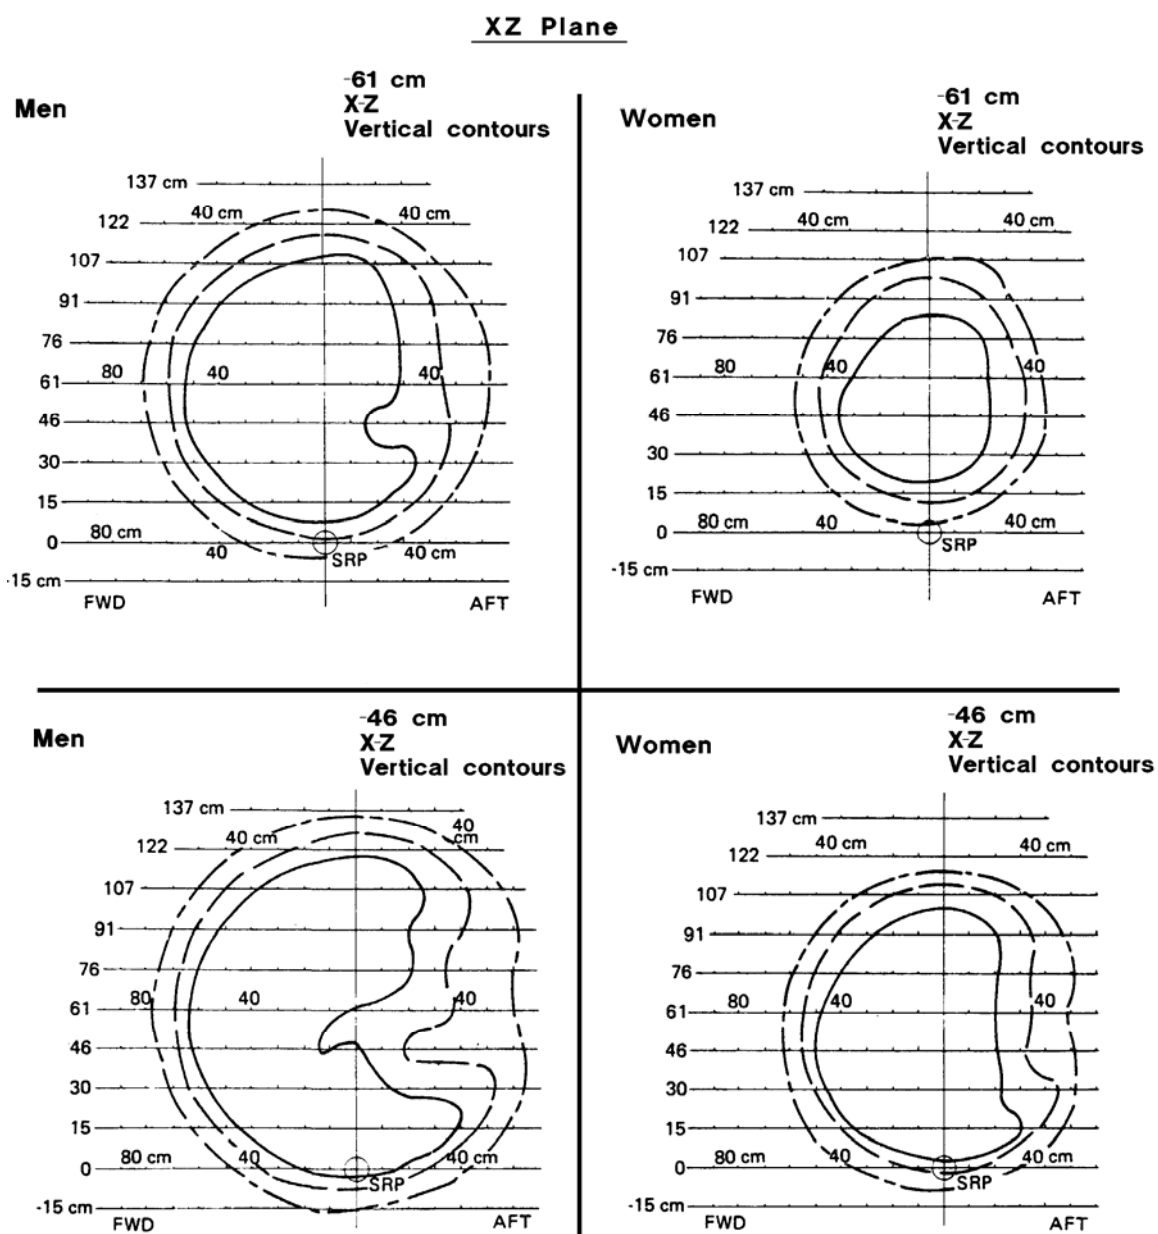 XZ Plane
Men
-61 cm
X-Z
Vertical contours
137 cm
40 cm
40 cm
122
107
91
76
80
40
40
61
46
30
15
80 cm
0
40
40 cm
SRP
-15 cm
FWD
AFT
Women
-61 cm
X-Z
Vertical contours
137 cm
40 cm
40 cm
122
107
91
76
80
40
40
61
46
30
15
80 cm
40
40 cm
0
SRP
-15 cm
FWD
AFT
Men
-46 cm
X-Z
Vertical contours
137 cm
40 cm
40
cm
122
107
91
76
80
40
40
61
46
30
15
80 cm
40
40 cm
0
SRP
-15 cm
FWD
AFT
Women
-46 cm
X-Z
Vertical contours
137 cm
40 cm
40 cm
122
107
91
76
80
40
40
61
46
30
15
80 cm
40
40 cm
0
SRP
-15 cm
FWD
AFT